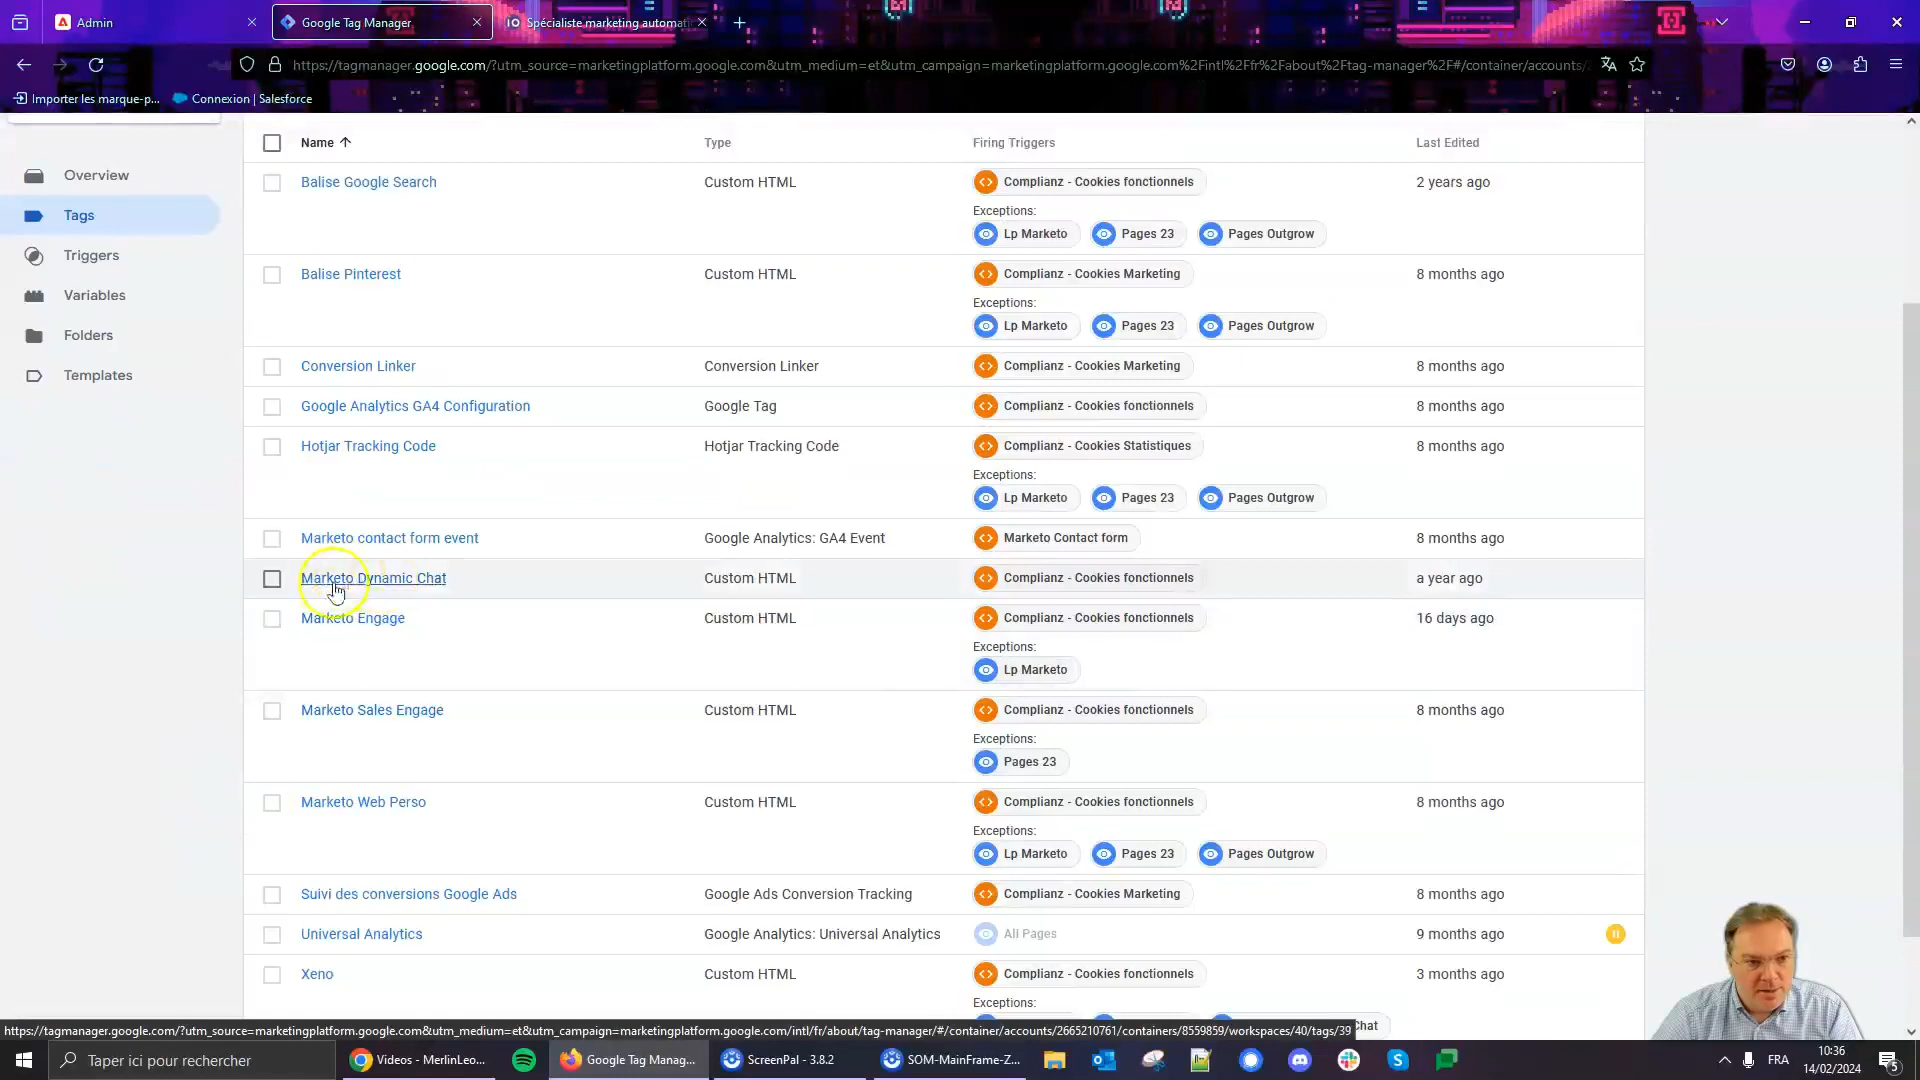 Admin
Google Tag Manager
Spécialiste marketing automati
https://tagmanager.google.com/?utm_source=marketingplatform.google.com&utm_medium=et&utm_campaign=marketingplatform.google.com%2Fintl%2Ffr%2Fabout%2Ftag-manager%2F#/container/accounts/
Importer les marque-p...
Connexion | Salesforce
Name Type Firing Triggers Last Edited
Overview
Tags
Triggers
Variables
Folders
Templates
Balise Google Search Custom HTML Complianz - Cookies fonctionnels 2 years ago
Exceptions:
Lp Marketo Pages 23 Pages Outgrow
Balise Pinterest Custom HTML Complianz - Cookies Marketing 8 months ago
Exceptions:
Lp Marketo Pages 23 Pages Outgrow
Conversion Linker Conversion Linker Complianz - Cookies Marketing 8 months ago
Google Analytics GA4 Configuration Google Tag Complianz - Cookies fonctionnels 8 months ago
Hotjar Tracking Code Hotjar Tracking Code Complianz - Cookies Statistiques 8 months ago
Exceptions:
Lp Marketo Pages 23 Pages Outgrow
Marketo contact form event Google Analytics: GA4 Event Marketo Contact form 8 months ago
Marketo Dynamic Chat Custom HTML Complianz - Cookies fonctionnels a year ago
Marketo Engage Custom HTML Complianz - Cookies fonctionnels 16 days ago
Exceptions:
Lp Marketo
Marketo Sales Engage Custom HTML Complianz - Cookies fonctionnels 8 months ago
Exceptions:
Pages 23
Marketo Web Perso Custom HTML Complianz - Cookies fonctionnels 8 months ago
Exceptions:
Lp Marketo Pages 23 Pages Outgrow
Suivi des conversions Google Ads Google Ads Conversion Tracking Complianz - Cookies Marketing 8 months ago
Universal Analytics Google Analytics: Universal Analytics All Pages 9 months ago
Xeno Custom HTML Complianz - Cookies fonctionnels 3 months ago
Exceptions:
Chat
https://tagmanager.google.com/?utm_source=marketingplatform.google.com&utm_medium=et&utm_campaign=marketingplatform.google.com/intl/fr/about/tag-manager/#/container/accounts/2665210761/containers/8559859/workspaces/40/tags/39
Taper ici pour rechercher
Videos - MerlinLeo...
Google Tag Manag...
ScreenPal - 3.8.2
SOM-MainFrame-Z...
FRA
10:36
14/02/2024
5